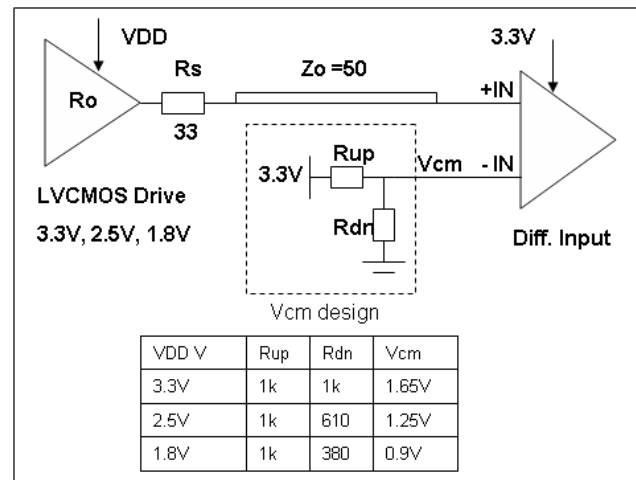 VDD
3.3V
Rs
Zo =50
Ro
+IN
33
Rup
Vcm
- IN
3.3V
LVCMOS Drive
Rdn
3.3V, 2.5V, 1.8V
Diff. Input
Vcm design
VDD V Rup Rdn Vcm
3.3V 1k 1k 1.65V
2.5V 1k 610 1.25V
1.8V 1k 380 0.9V